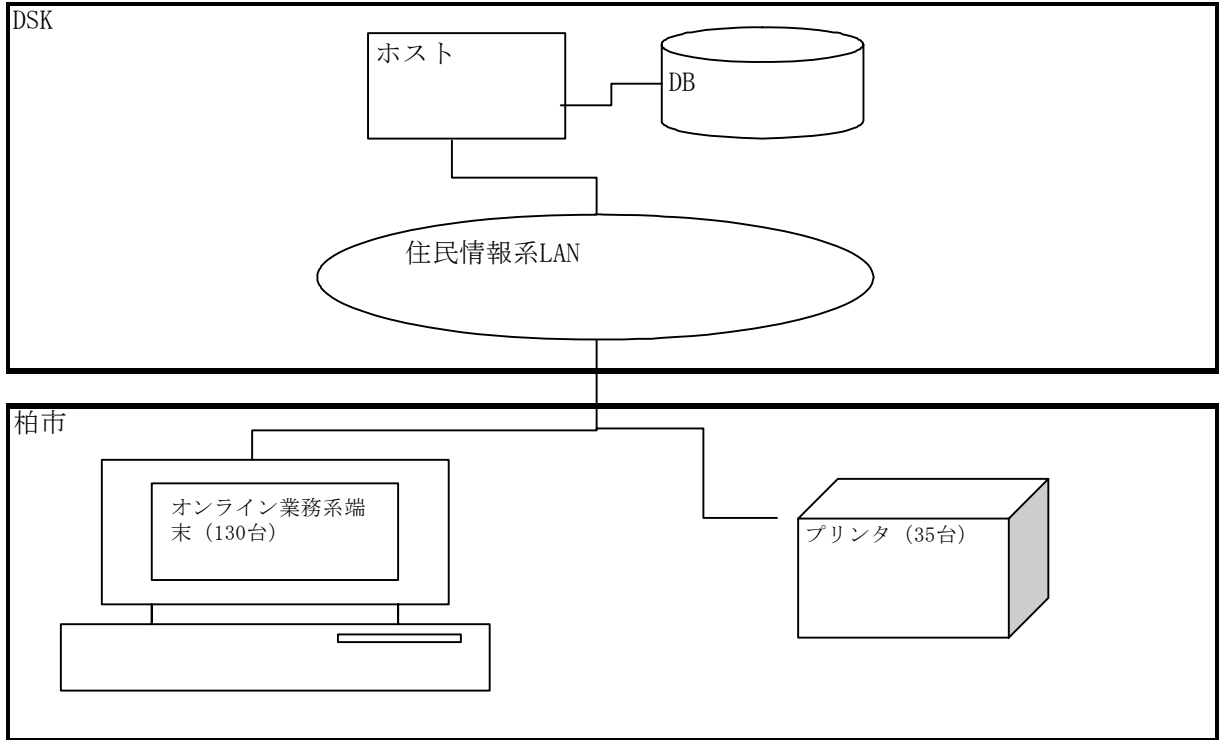 DSK
ホスト
DB
住民情報系LAN
柏市
オンライン業務系端
末（130台）
プリンタ（35台）